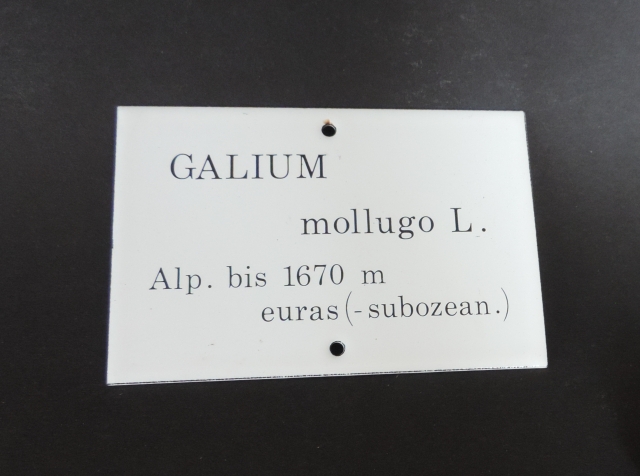 GALIUM
mollugo L.
Alp. bis 1670 m
euras(-subozean.)